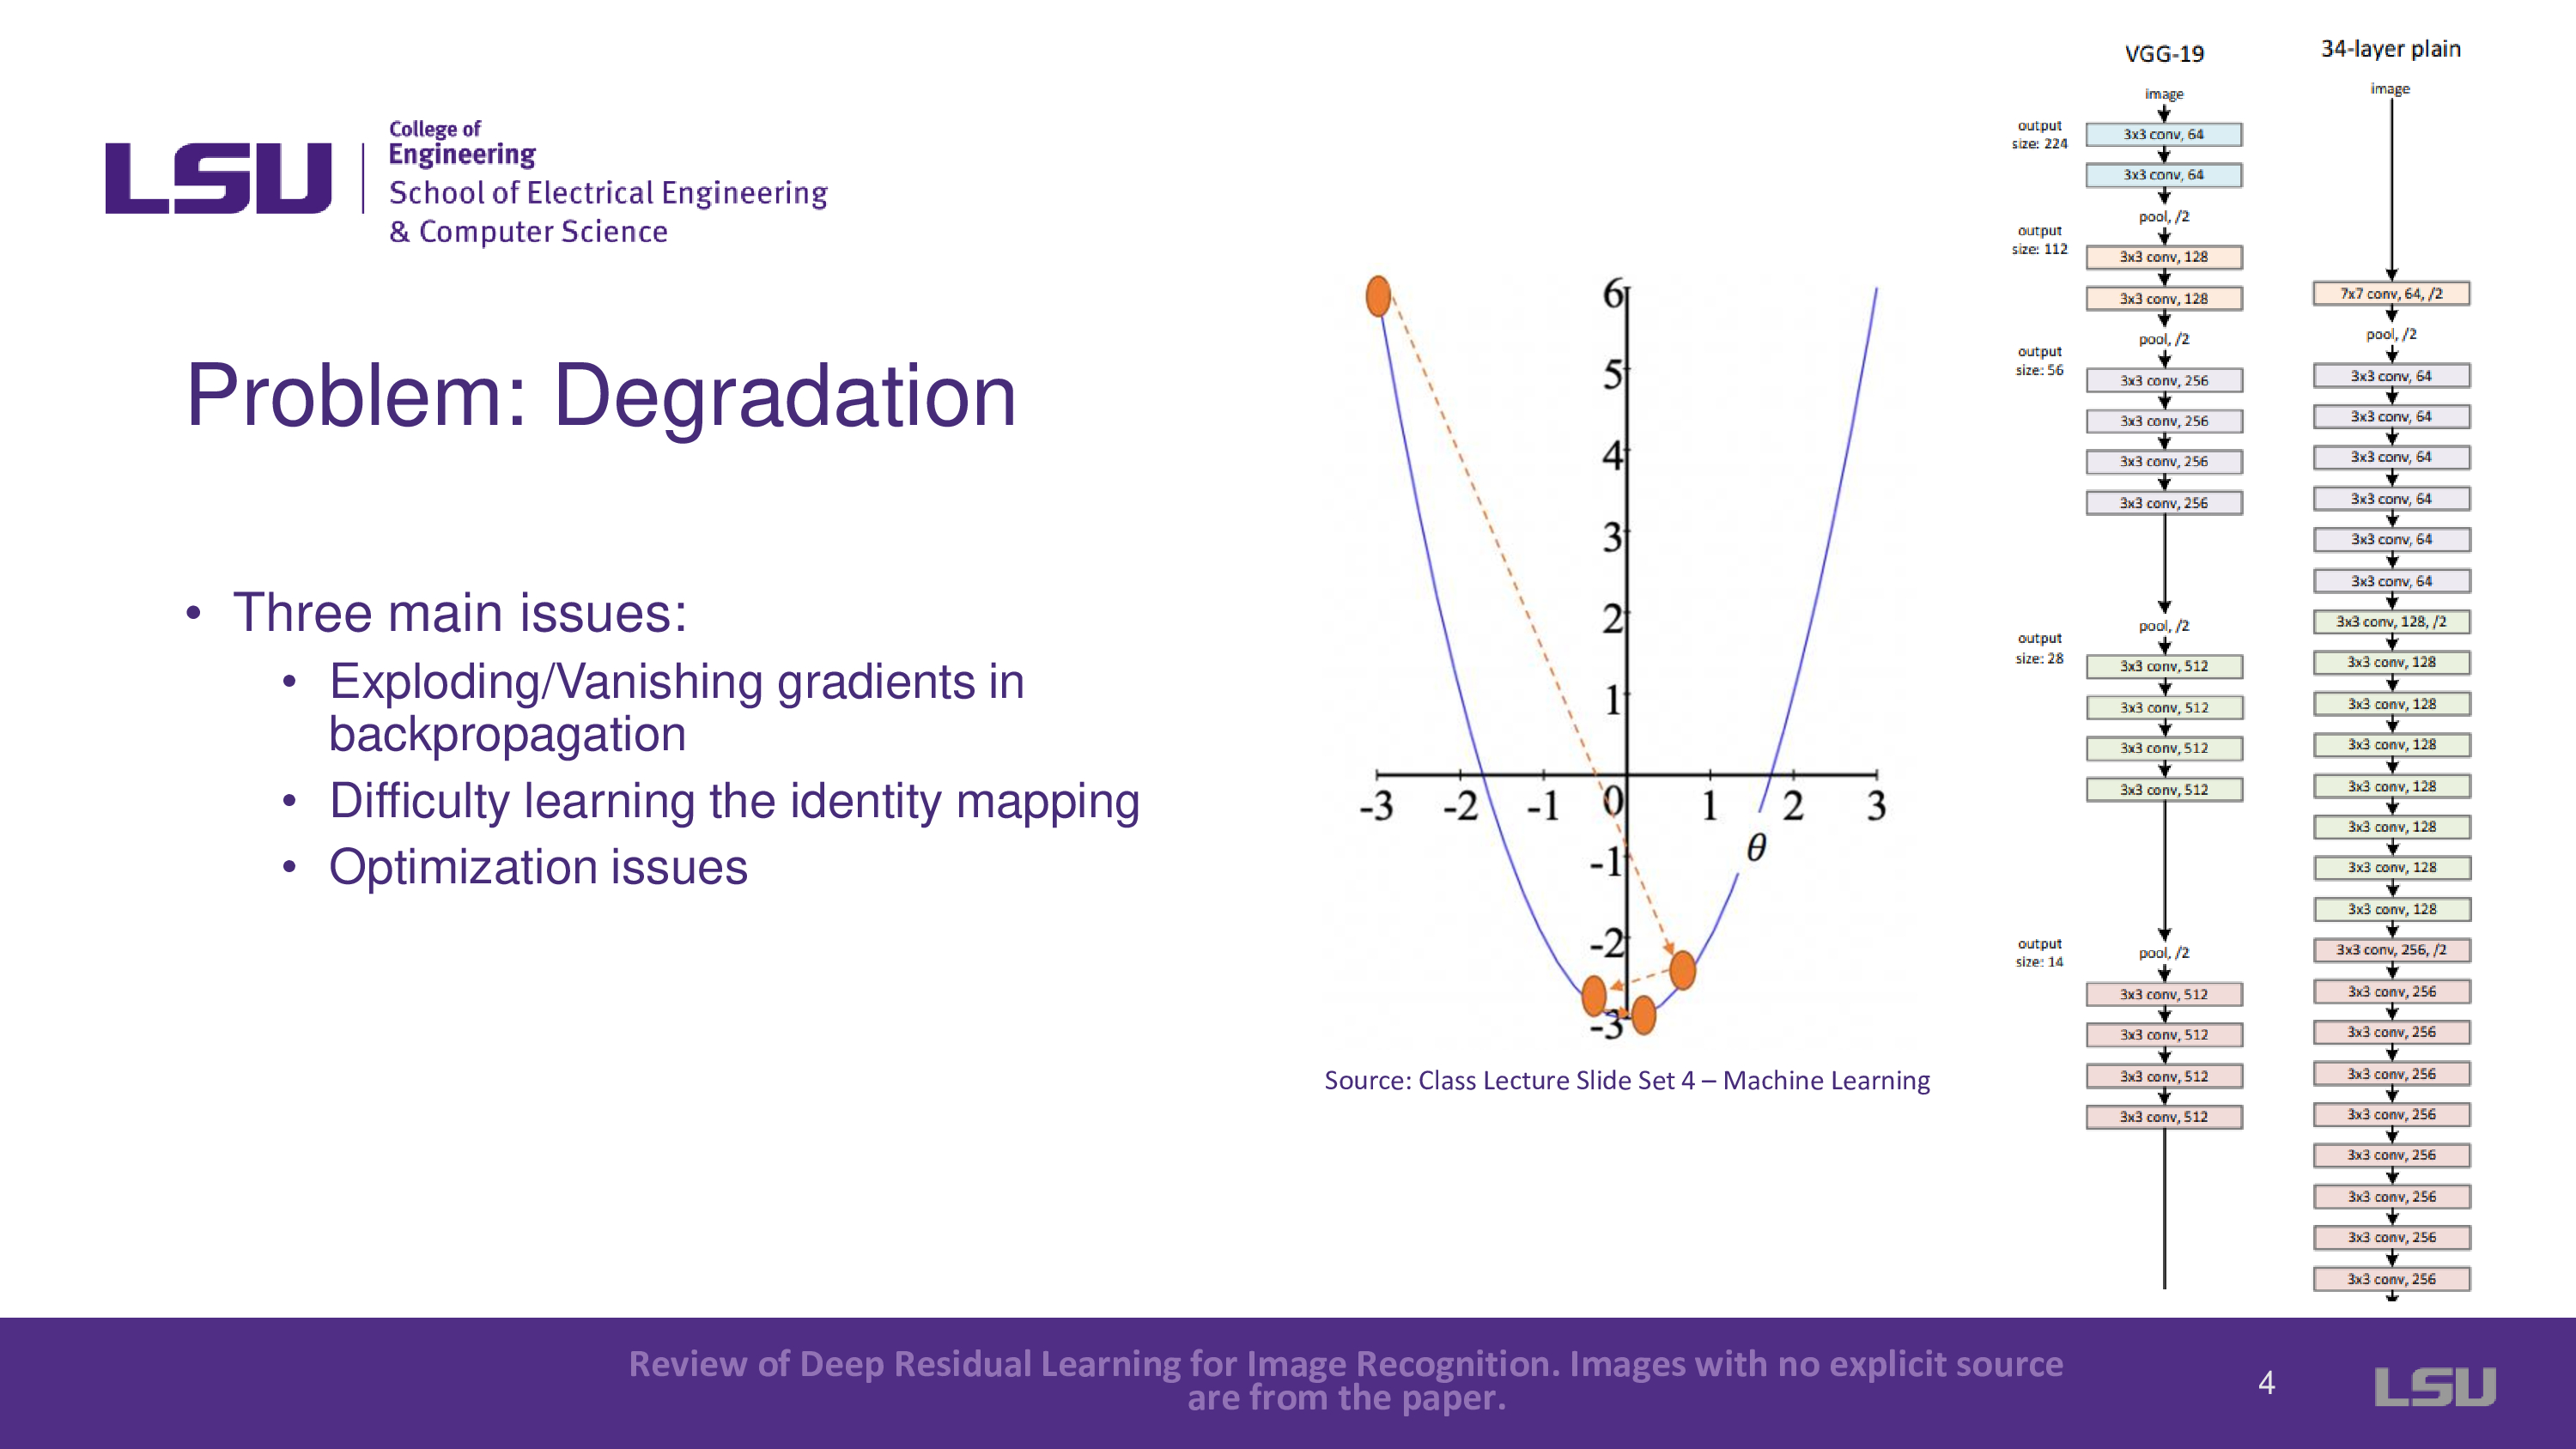 LSU
College of
Engineering
School of Electrical Engineering
& Computer Science
Problem: Degradation
• Three main issues:
• Exploding/Vanishing gradients in
backpropagation
• Difficulty learning the identity mapping
• Optimization issues
6
5
4
3
2
1
-3 -2 -1 0 1 2 3
θ
-1
-2
-3
Source: Class Lecture Slide Set 4 – Machine Learning
VGG-19
image
output
size: 224
3x3 conv, 64
3x3 conv, 64
pool, /2
output
size: 112
3x3 conv, 128
3x3 conv, 128
pool, /2
output
size: 56
3x3 conv, 256
3x3 conv, 256
3x3 conv, 256
3x3 conv, 256
pool, /2
output
size: 28
3x3 conv, 512
3x3 conv, 512
3x3 conv, 512
3x3 conv, 512
output
size: 14
pool, /2
3x3 conv, 512
3x3 conv, 512
3x3 conv, 512
3x3 conv, 512
34-layer plain
image
7x7 conv, 64, /2
pool, /2
3x3 conv, 64
3x3 conv, 64
3x3 conv, 64
3x3 conv, 64
3x3 conv, 64
3x3 conv, 64
3x3 conv, 128, /2
3x3 conv, 128
3x3 conv, 128
3x3 conv, 128
3x3 conv, 128
3x3 conv, 128
3x3 conv, 128
3x3 conv, 128
3x3 conv, 256, /2
3x3 conv, 256
3x3 conv, 256
3x3 conv, 256
3x3 conv, 256
3x3 conv, 256
3x3 conv, 256
3x3 conv, 256
3x3 conv, 256
Review of Deep Residual Learning for Image Recognition. Images with no explicit source
are from the paper.
4
LSU